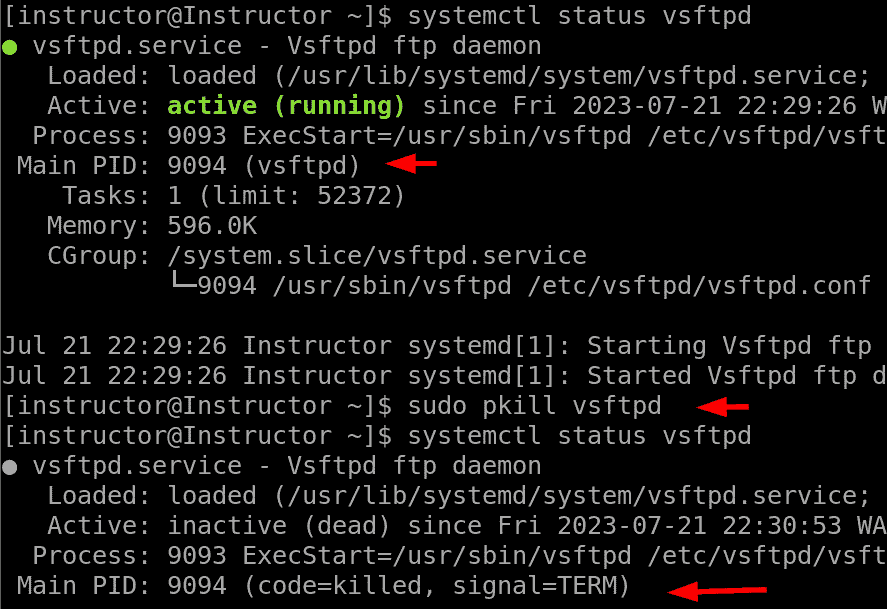 [instructor@Instructor ~]$ systemctl status vsftpd
● vsftpd.service - Vsftpd ftp daemon
   Loaded: loaded (/usr/lib/systemd/system/vsftpd.service;
   Active: active (running) since Fri 2023-07-21 22:29:26 W
  Process: 9093 ExecStart=/usr/sbin/vsftpd /etc/vsftpd/vsft
 Main PID: 9094 (vsftpd)
    Tasks: 1 (limit: 52372)
   Memory: 596.0K
   CGroup: /system.slice/vsftpd.service
           └─9094 /usr/sbin/vsftpd /etc/vsftpd/vsftpd.conf
Jul 21 22:29:26 Instructor systemd[1]: Starting Vsftpd ftp
Jul 21 22:29:26 Instructor systemd[1]: Started Vsftpd ftp d
[instructor@Instructor ~]$ sudo pkill vsftpd
[instructor@Instructor ~]$ systemctl status vsftpd
● vsftpd.service - Vsftpd ftp daemon
   Loaded: loaded (/usr/lib/systemd/system/vsftpd.service;
   Active: inactive (dead) since Fri 2023-07-21 22:30:53 WA
  Process: 9093 ExecStart=/usr/sbin/vsftpd /etc/vsftpd/vsft
 Main PID: 9094 (code=killed, signal=TERM)